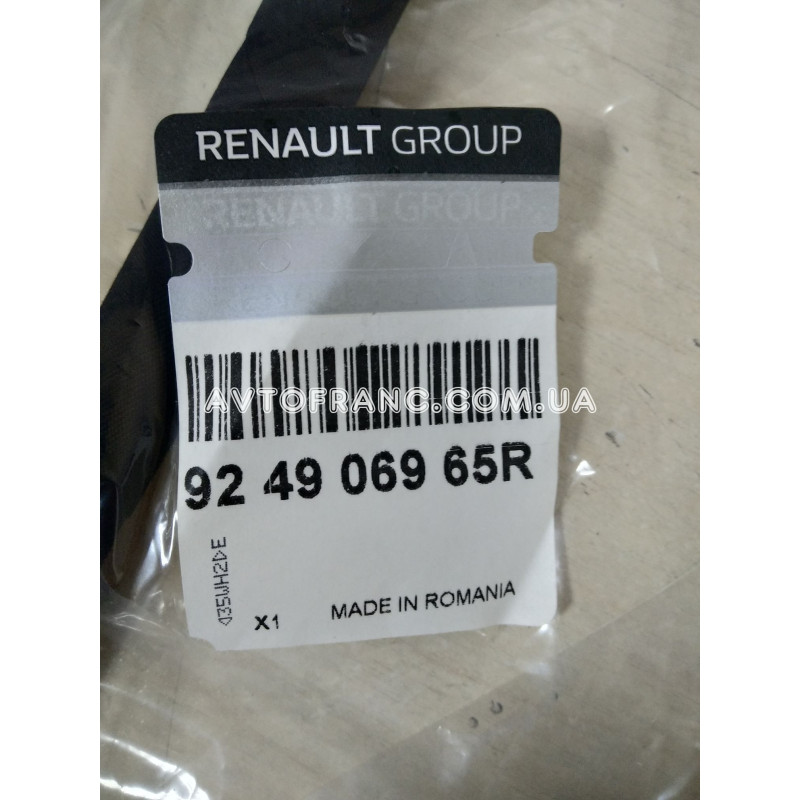 RENAULT GROUP
RENAULT GROUP
AVTOFRANC.COM.UA
92 49 069 65R
X1
MADE IN ROMANIA